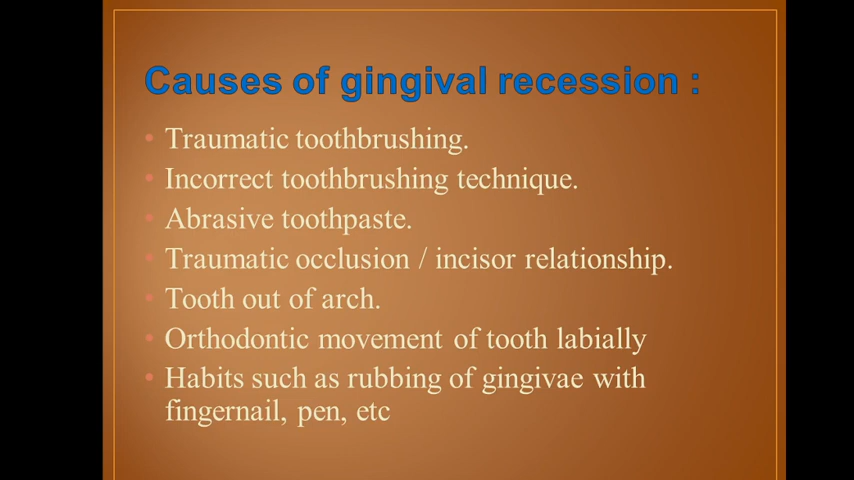 Causes of gingival recession :
• Traumatic toothbrushing.
• Incorrect toothbrushing technique.
• Abrasive toothpaste.
• Traumatic occlusion / incisor relationship.
• Tooth out of arch.
• Orthodontic movement of tooth labially
• Habits such as rubbing of gingivae with
fingernail, pen, etc